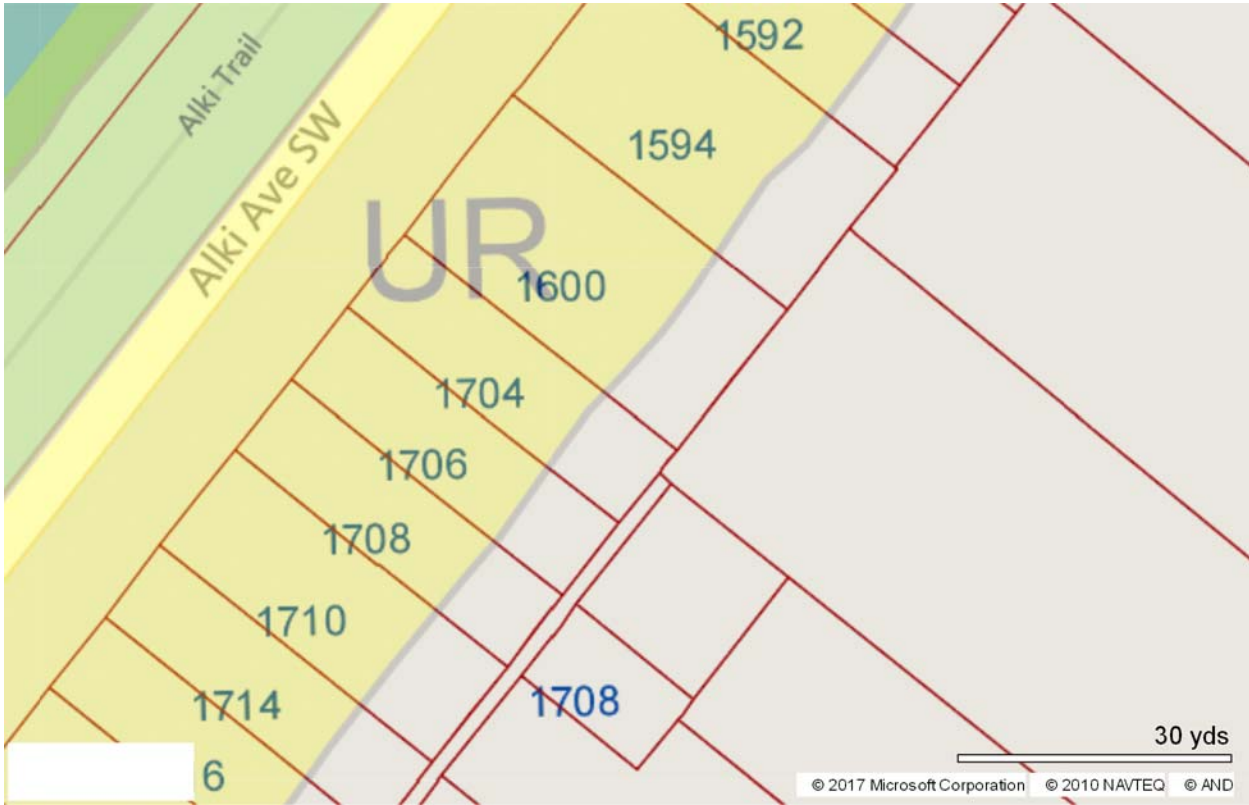 1592
Alki Trail
1594
Alki Ave SW
UR
1600
1704
1706
1708
1710
1714
1708
6
30 yds
© 2017 Microsoft Corporation © 2010 NAVTEQ © AND